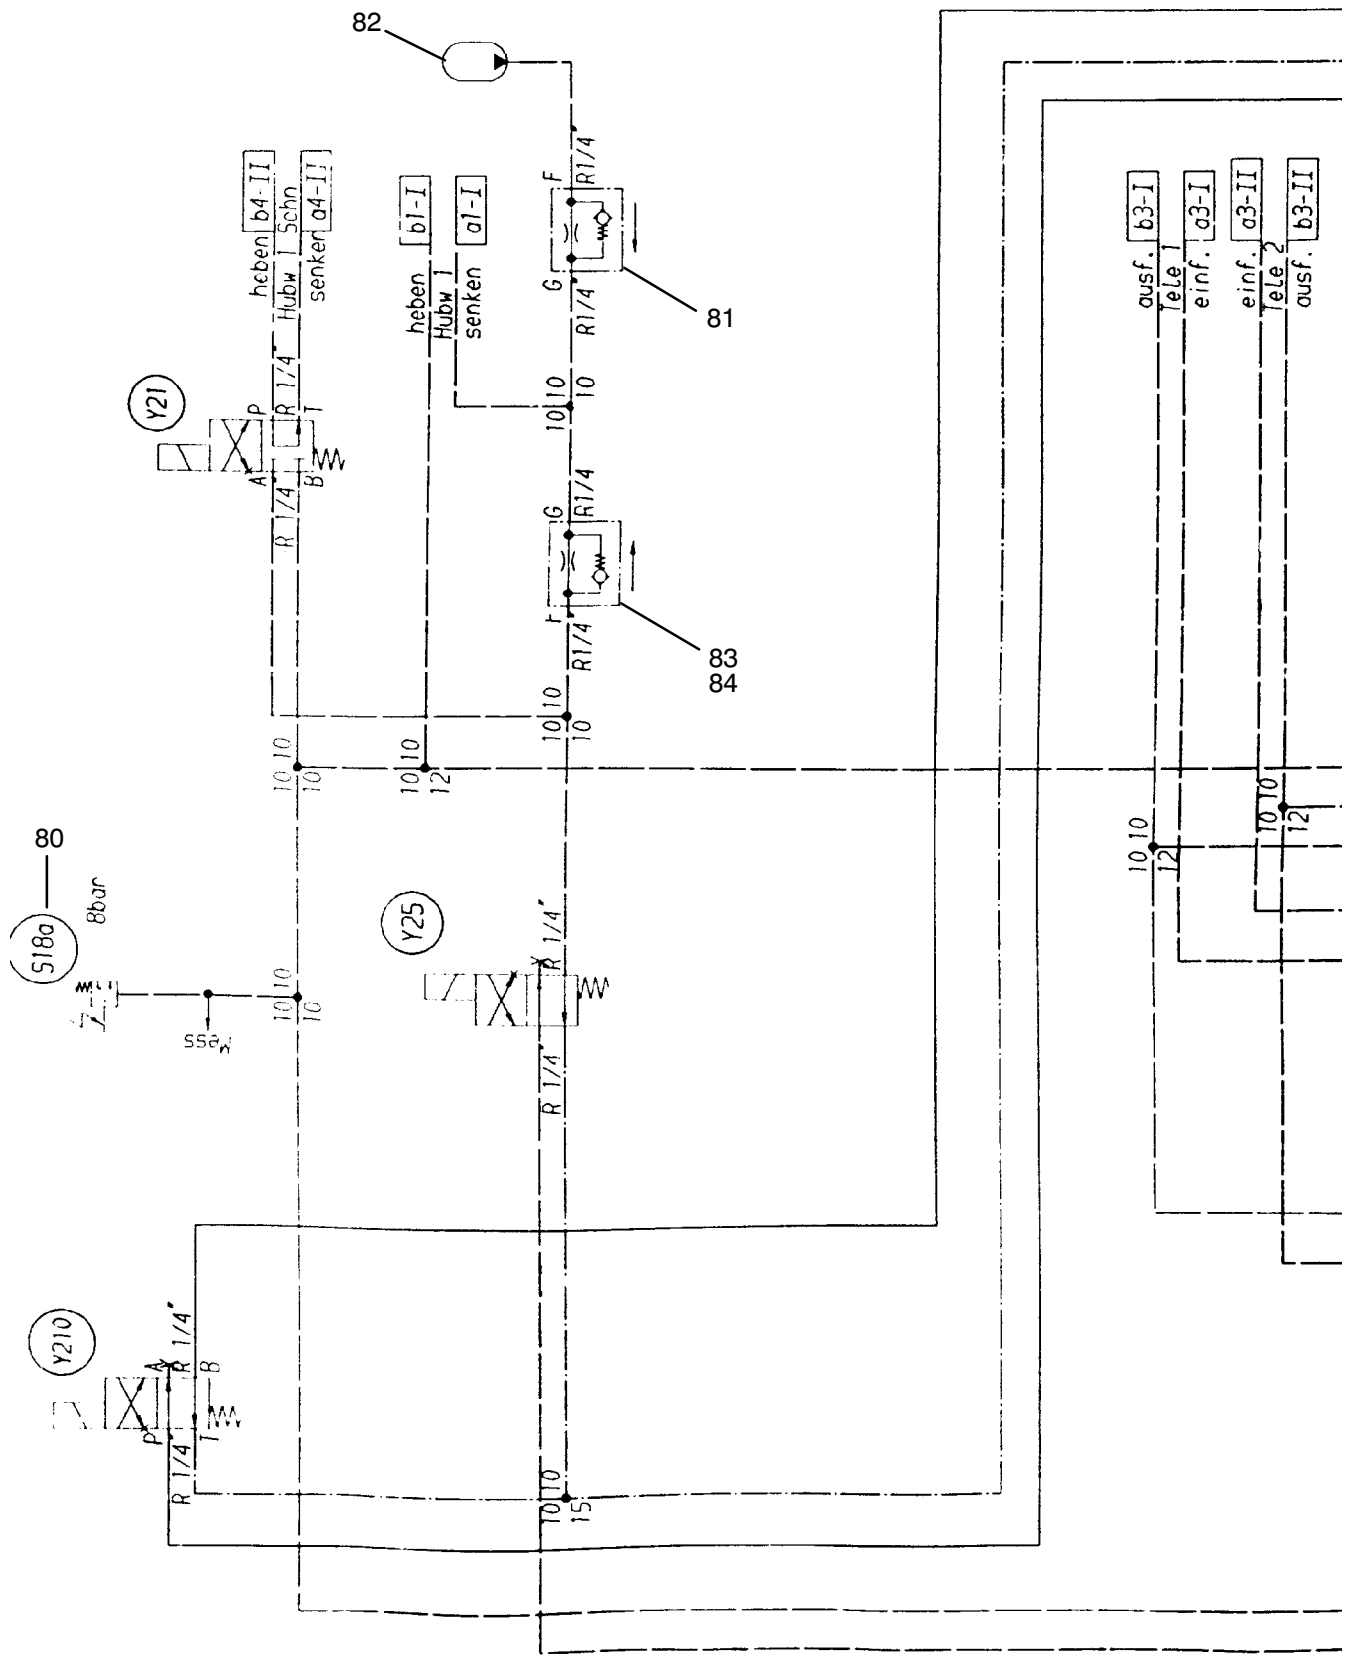 82
R1/4"
F
b4-II
heben
Hubw 1 Schn
a4-II
senken
b1-I
heben
Hubw 1
a1-I
senken
G
R1/4"
81
b3-I
ausf.
Tele 1
a3-I
einf.
a3-II
einf.
Tele 2
b3-II
ausf.
Y21
P
R 1/4"
T
A
R 1/4
B
10 10
10
G
R1/4
R1/4"
83
84
10 10
10
10 10
10
10 10
12
10 10
12
10 10
12
80
S18a
8bar
Mess
10 10
10
Y25
R 1/4"
R 1/4"
Y210
A
R 1/4"
B
P
R 1/4
T
10 10
15